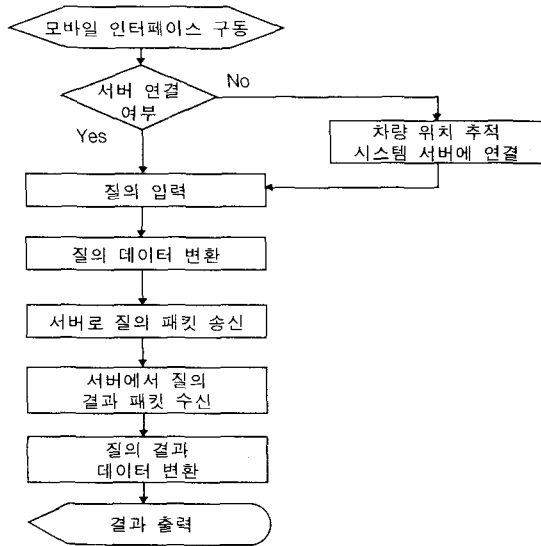 모바일 인터페이스 구동
서버 연결
여부
No
Yes
차량 위치 추적
시스템 서버에 연결
질의 입력
질의 데이터 변환
서버로 질의 패킷 송신
서버에서 질의
결과 패킷 수신
질의 결과
데이터 변환
결과 출력